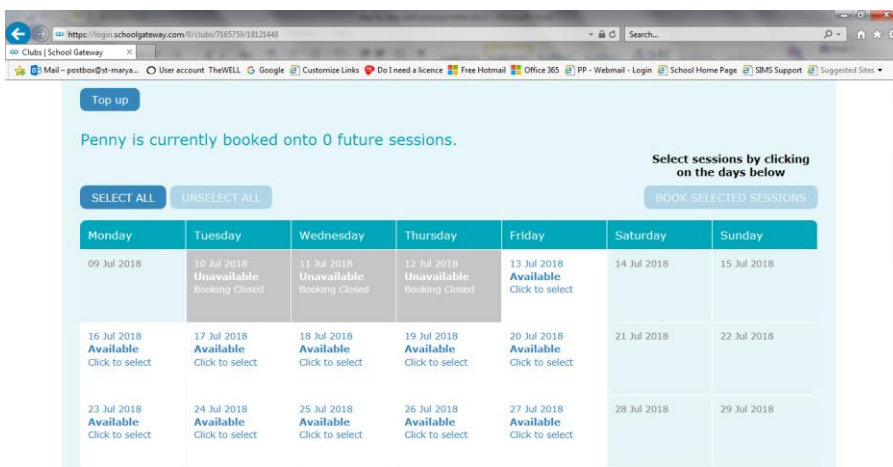 https://login.schoolgateway.com/0/clubs/7165759/18121448
Search...
Clubs | School Gateway
Mail – postbox@st-marya...
User account TheWELL
Google
Customize Links
Do I need a licence
Free Hotmail
Office 365
PP - Webmail - Login
School Home Page
SIMS Support
Suggested Sites
Top up
Penny is currently booked onto 0 future sessions.
Select sessions by clicking
on the days below
SELECT ALL
UNSELECT ALL
BOOK SELECTED SESSIONS
Monday Tuesday Wednesday Thursday Friday Saturday Sunday
09 Jul 2018 10 Jul 2018 11 Jul 2018 12 Jul 2018 13 Jul 2018 14 Jul 2018 15 Jul 2018
Unavailable Unavailable Unavailable Available
Booking Closed Booking Closed Booking Closed Click to select
16 Jul 2018 17 Jul 2018 18 Jul 2018 19 Jul 2018 20 Jul 2018 21 Jul 2018 22 Jul 2018
Available Available Available Available Available
Click to select Click to select Click to select Click to select Click to select
23 Jul 2018 24 Jul 2018 25 Jul 2018 26 Jul 2018 27 Jul 2018 28 Jul 2018 29 Jul 2018
Available Available Available Available Available
Click to select Click to select Click to select Click to select Click to select